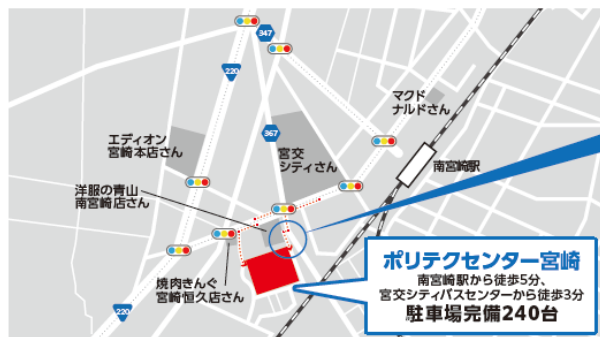 347
220
マクド
ナルドさん
エディオン
宮崎本店さん
367
宮交
シティさん
南宮崎駅
洋服の青山
南宮崎店さん
ポリテクセンター宮崎
南宮崎駅から徒歩5分、
宮交シティバスセンターから徒歩3分
駐車場完備240台
焼肉きんぐ
宮崎恒久店さん
220